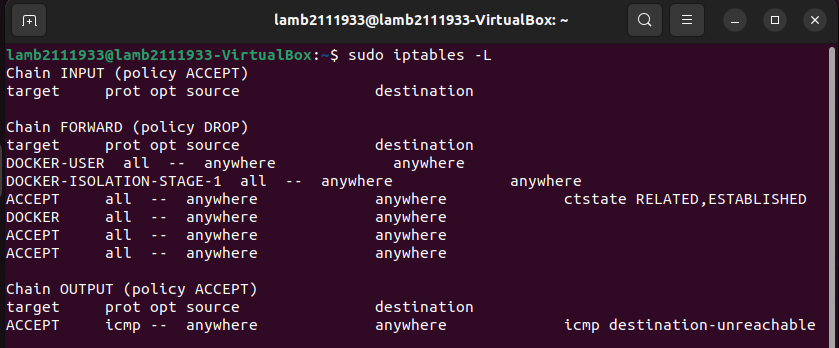 lamb2111933@lamb2111933-VirtualBox: ~
lamb2111933@lamb2111933-VirtualBox:~$ sudo iptables -L
Chain INPUT (policy ACCEPT)
target     prot opt source               destination

Chain FORWARD (policy DROP)
target     prot opt source               destination
DOCKER-USER  all  --  anywhere             anywhere
DOCKER-ISOLATION-STAGE-1  all  --  anywhere             anywhere
ACCEPT     all  --  anywhere             anywhere             ctstate RELATED,ESTABLISHED
DOCKER     all  --  anywhere             anywhere
ACCEPT     all  --  anywhere             anywhere
ACCEPT     all  --  anywhere             anywhere

Chain OUTPUT (policy ACCEPT)
target     prot opt source               destination
ACCEPT     icmp --  anywhere             anywhere             icmp destination-unreachable